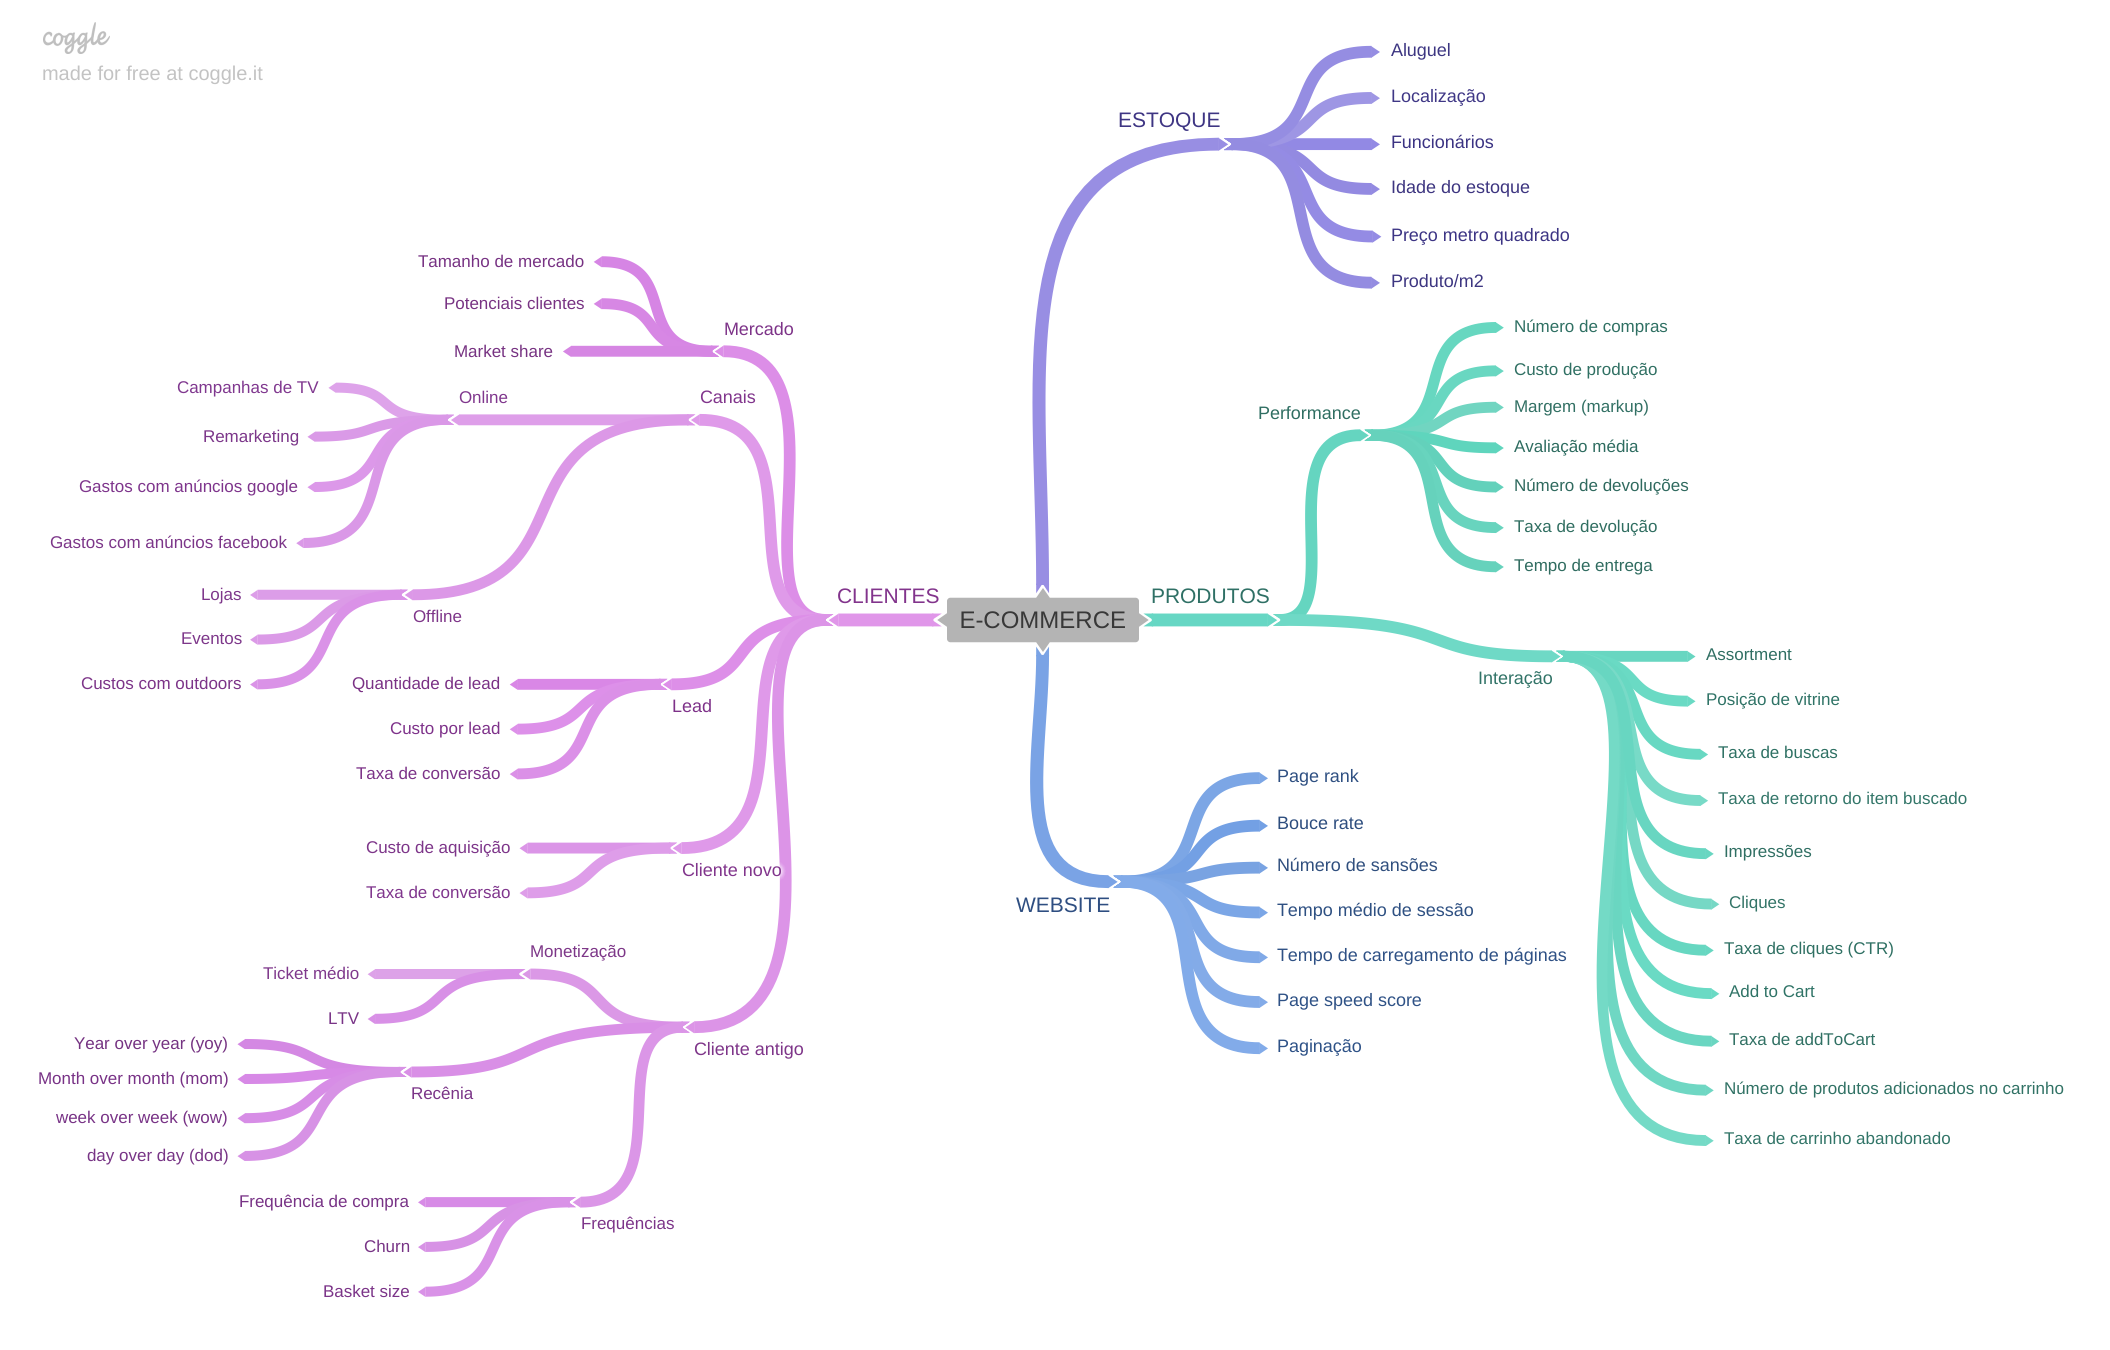 coggle
made for free at coggle.it
E-COMMERCE
ESTOQUE
Aluguel
Localização
Funcionários
Idade do estoque
Preço metro quadrado
Produto/m2
PRODUTOS
Performance
Número de compras
Custo de produção
Margem (markup)
Avaliação média
Número de devoluções
Taxa de devolução
Tempo de entrega
Interação
Assortment
Posição de vitrine
Taxa de buscas
Taxa de retorno do item buscado
Impressões
Cliques
Taxa de cliques (CTR)
Add to Cart
Taxa de addToCart
Número de produtos adicionados no carrinho
Taxa de carrinho abandonado
WEBSITE
Page rank
Bouce rate
Número de sansões
Tempo médio de sessão
Tempo de carregamento de páginas
Page speed score
Paginação
CLIENTES
Mercado
Tamanho de mercado
Potenciais clientes
Market share
Canais
Online
Campanhas de TV
Remarketing
Gastos com anúncios google
Gastos com anúncios facebook
Offline
Lojas
Eventos
Custos com outdoors
Lead
Quantidade de lead
Custo por lead
Taxa de conversão
Cliente novo
Custo de aquisição
Taxa de conversão
Cliente antigo
Monetização
Ticket médio
LTV
Recênia
Year over year (yoy)
Month over month (mom)
week over week (wow)
day over day (dod)
Frequências
Frequência de compra
Churn
Basket size